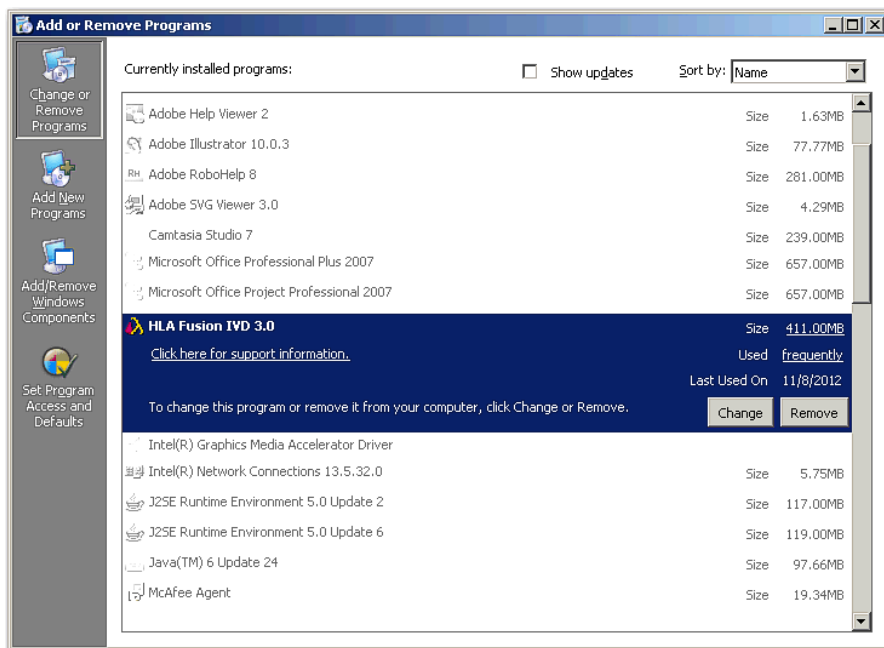 Add or Remove Programs
Change or
Remove
Programs
Add New
Programs
Add/Remove
Windows
Components
Set Program
Access and
Defaults
Currently installed programs:
Show updates
Sort by: Name
Adobe Help Viewer 2 Size 1.63MB
Adobe Illustrator 10.0.3 Size 77.77MB
RH Adobe RoboHelp 8 Size 281.00MB
Adobe SVG Viewer 3.0 Size 4.29MB
Camtasia Studio 7 Size 239.00MB
Microsoft Office Professional Plus 2007 Size 657.00MB
Microsoft Office Project Professional 2007 Size 657.00MB
HLA Fusion IVD 3.0 Size 411.00MB
Click here for support information. Used frequently
Last Used On 11/8/2012
To change this program or remove it from your computer, click Change or Remove. Change Remove
Intel(R) Graphics Media Accelerator Driver
Intel(R) Network Connections 13.5.32.0 Size 5.75MB
J2SE Runtime Environment 5.0 Update 2 Size 117.00MB
J2SE Runtime Environment 5.0 Update 6 Size 119.00MB
Java(TM) 6 Update 24 Size 97.66MB
McAfee Agent Size 19.34MB